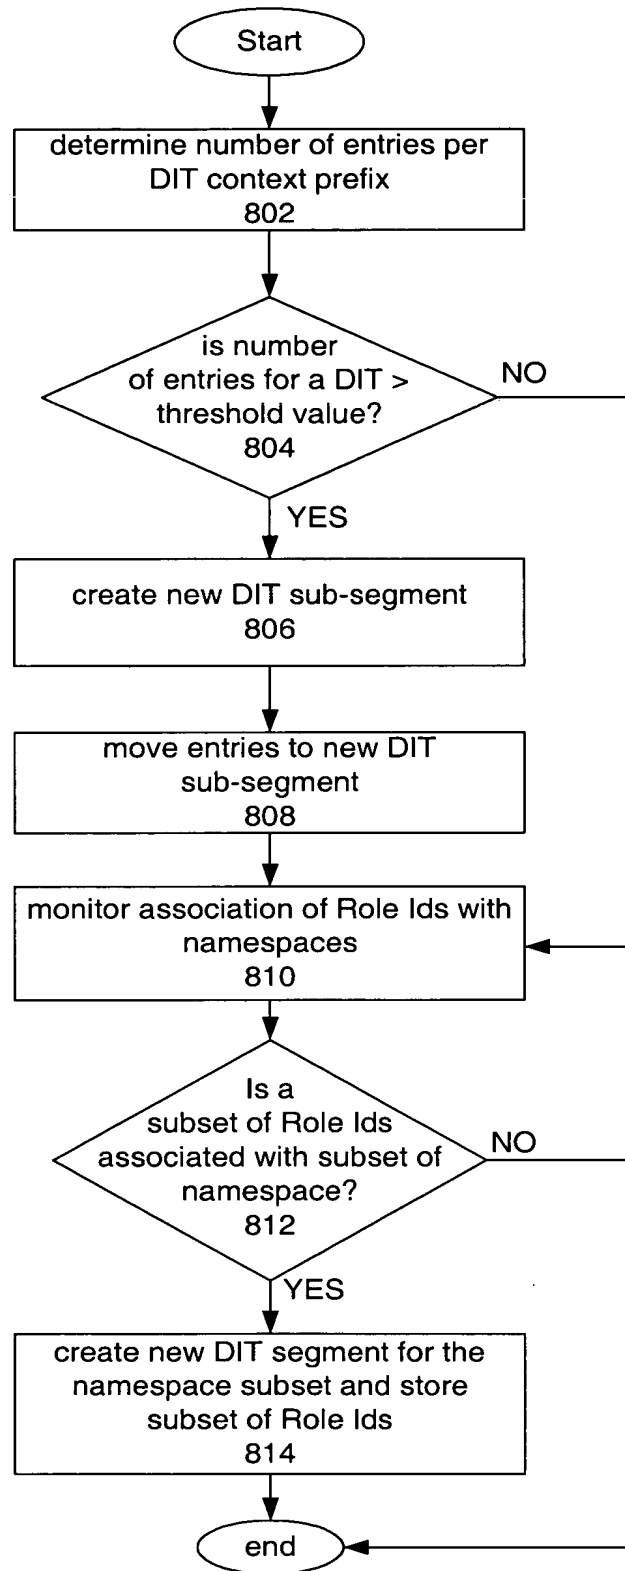 Start
determine number of entries per
DIT context prefix
802
is number
of entries for a DIT >
threshold value?
804
NO
YES
create new DIT sub-segment
806
move entries to new DIT
sub-segment
808
monitor association of Role Ids with
namespaces
810
Is a
subset of Role Ids
associated with subset of
namespace?
812
NO
YES
create new DIT segment for the
namespace subset and store
subset of Role Ids
814
end